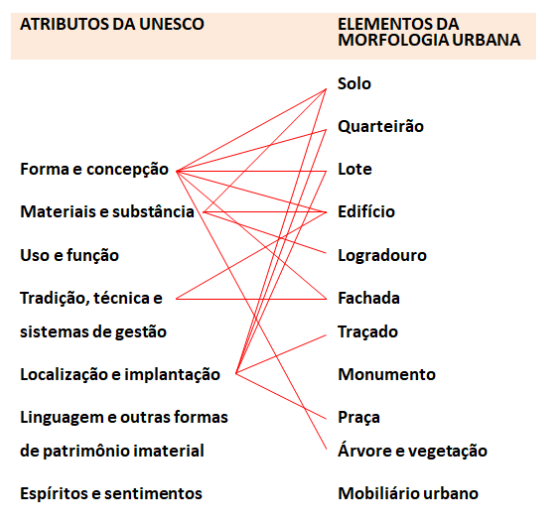 ATRIBUTOS DA UNESCO
ELEMENTOS DA
MORFOLOGIA URBANA
Forma e concepção
Materiais e substância
Uso e função
Tradição, técnica e
sistemas de gestão
Localização e implantação
Linguagem e outras formas
de patrimônio imaterial
Espíritos e sentimentos
Solo
Quarteirão
Lote
Edifício
Logradouro
Fachada
Traçado
Monumento
Praça
Árvore e vegetação
Mobiliário urbano